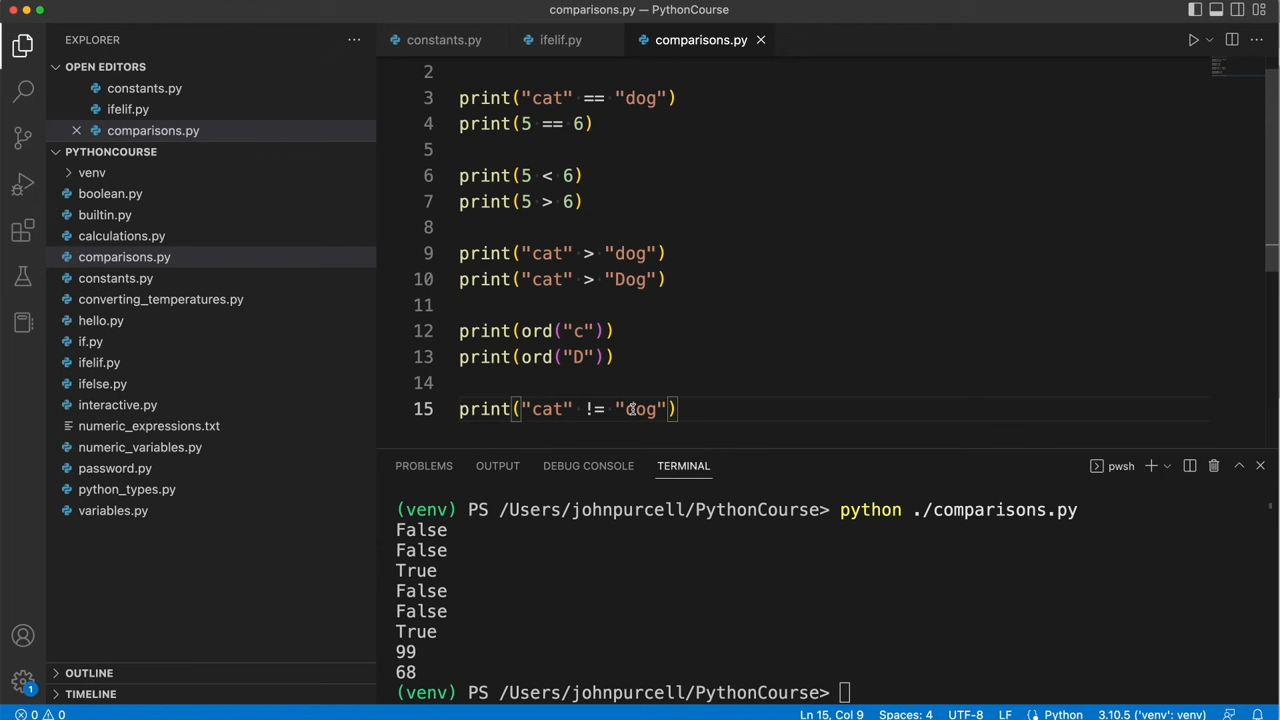 comparisons.py — PythonCourse
EXPLORER
OPEN EDITORS
constants.py
ifelif.py
comparisons.py
PYTHONCOURSE
venv
boolean.py
builtin.py
calculations.py
comparisons.py
constants.py
converting_temperatures.py
hello.py
if.py
ifelif.py
ifelse.py
interactive.py
numeric_expressions.txt
numeric_variables.py
password.py
python_types.py
variables.py
OUTLINE
TIMELINE
constants.py ifelif.py comparisons.py
2
3 print("cat" == "dog")
4 print(5 == 6)
5
6 print(5 < 6)
7 print(5 > 6)
8
9 print("cat" > "dog")
10 print("cat" > "Dog")
11
12 print(ord("c"))
13 print(ord("D"))
14
15 print("cat" != "dog")
PROBLEMS OUTPUT DEBUG CONSOLE TERMINAL pwsh
(venv) PS /Users/johnpurcell/PythonCourse> python ./comparisons.py
False
False
True
False
False
True
99
68
(venv) PS /Users/johnpurcell/PythonCourse>
1
0 0 Ln 15, Col 9 Spaces: 4 UTF-8 LF Python 3.10.5 ('venv': venv)